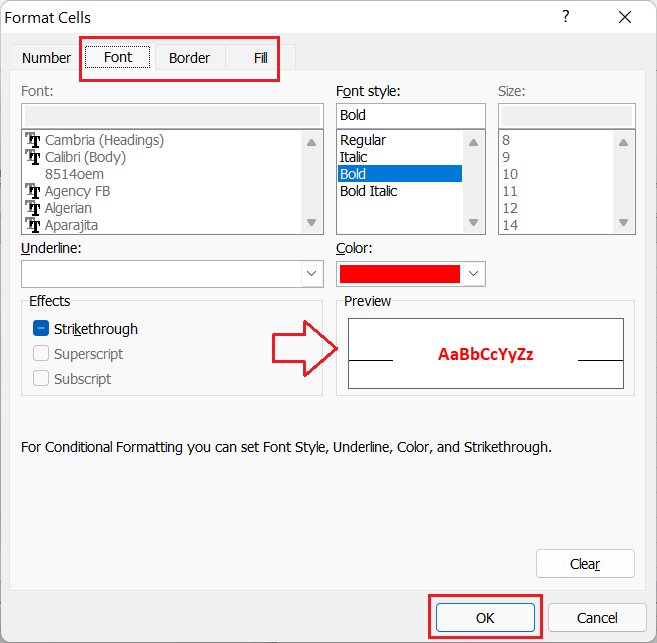 Format Cells ?
Number Font Border Fill
Font: Font style: Size:
Bold
Cambria (Headings) Regular 8
Calibri (Body) Italic 9
8514oem Bold 10
Agency FB Bold Italic 11
Algerian 12
Aparajita 14
Underline: Color:
Effects Preview
Strikethrough
Superscript AaBbCcYyZz
Subscript
For Conditional Formatting you can set Font Style, Underline, Color, and Strikethrough.
Clear
OK Cancel